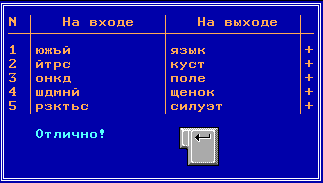 N На входе На выходе
1 южъй язык +
2 йтрс куст +
3 онкд поле +
4 шдмнй щенок +
5 рзктьс силуэт +
Отлично!